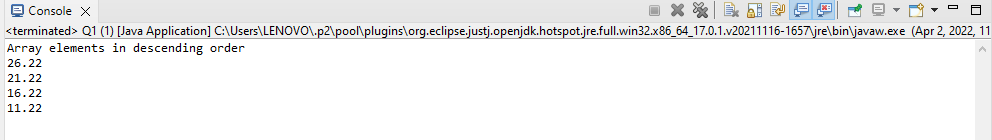 Console
<terminated> Q1 (1) [Java Application] C:\Users\LENOVO\.p2\pool\plugins\org.eclipse.justj.openjdk.hotspot.jre.full.win32.x86_64_17.0.1.v20211116-1657\jre\bin\javaw.exe (Apr 2, 2022, 11
Array elements in descending order
26.22
21.22
16.22
11.22